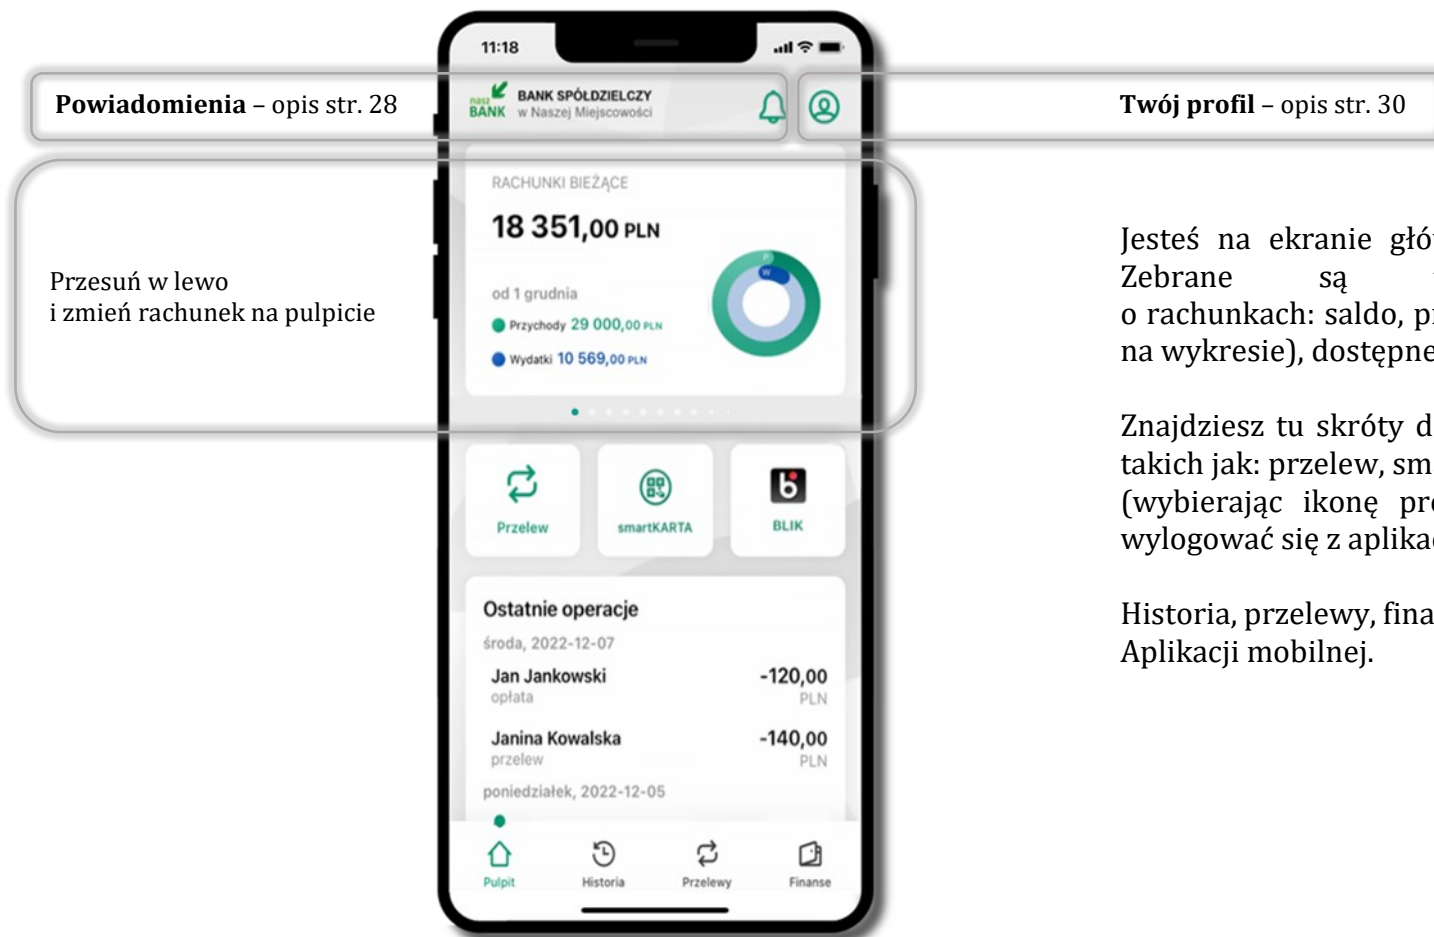 11:18
Powiadomienia – opis str. 28
nasz
BANK
BANK SPÓŁDZIELCZY
w Naszej Miejscowości
Twój profil – opis str. 30
RACHUNKI BIEŻĄCE
18 351,00 PLN
P
W
od 1 grudnia
Przychody 29 000,00 PLN
Wydatki 10 569,00 PLN
Przesuń w lewo
i zmień rachunek na pulpicie
Przelew
smartKARTA
BLIK
Ostatnie operacje
środa, 2022-12-07
Jan Jankowski -120,00
opłata PLN
Janina Kowalska -140,00
przelew PLN
poniedziałek, 2022-12-05
Pulpit
Historia
Przelewy
Finanse
Jesteś na ekranie
Zebrane są
o rachunkach: saldo,
na wykresie), dostępne
Znajdziesz tu skróty
takich jak: przelew,
(wybierając ikonę
wylogować się z
Historia, przelewy,
Aplikacji mobilnej.